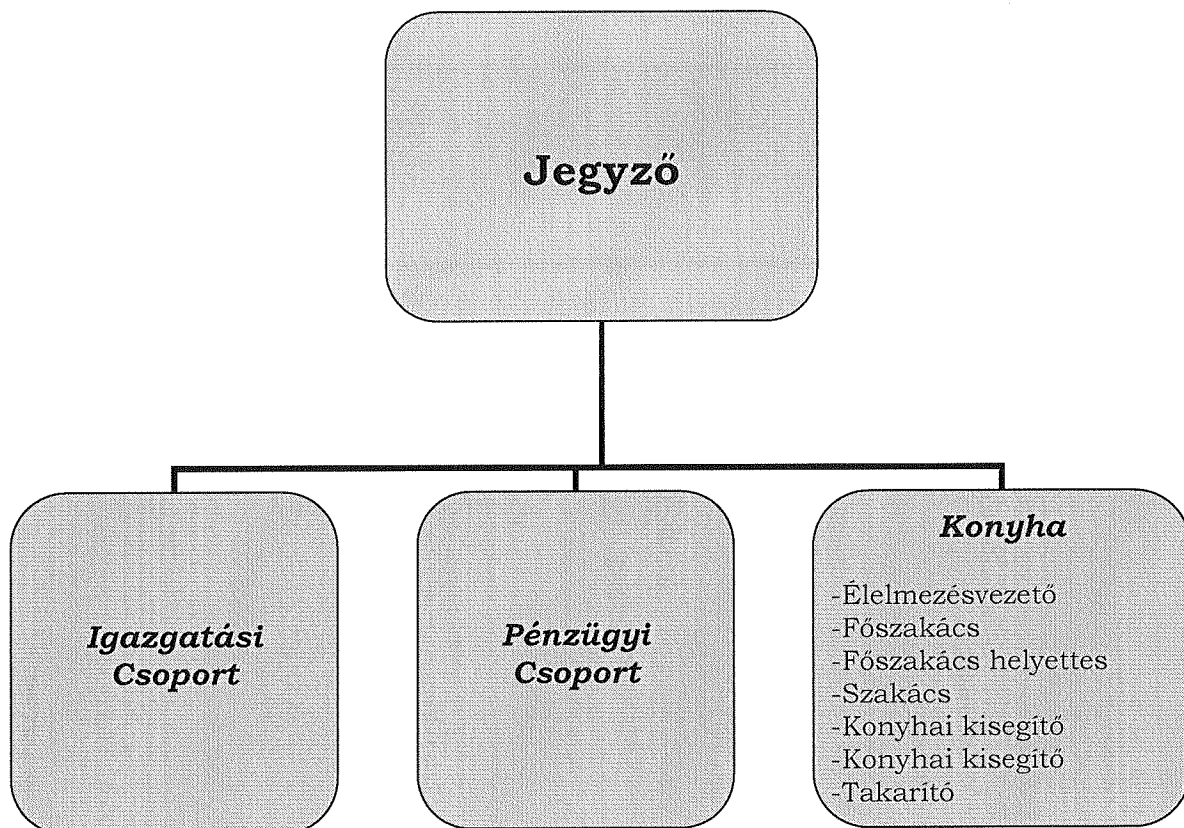 Jegyző
Igazgatási
Csoport
Pénzügyi
Csoport
Konyha
-Élelmezésvezető
-Főszakács
-Főszakács helyettes
-Szakács
-Konyhai kisegítő
-Konyhai kisegítő
-Takarító